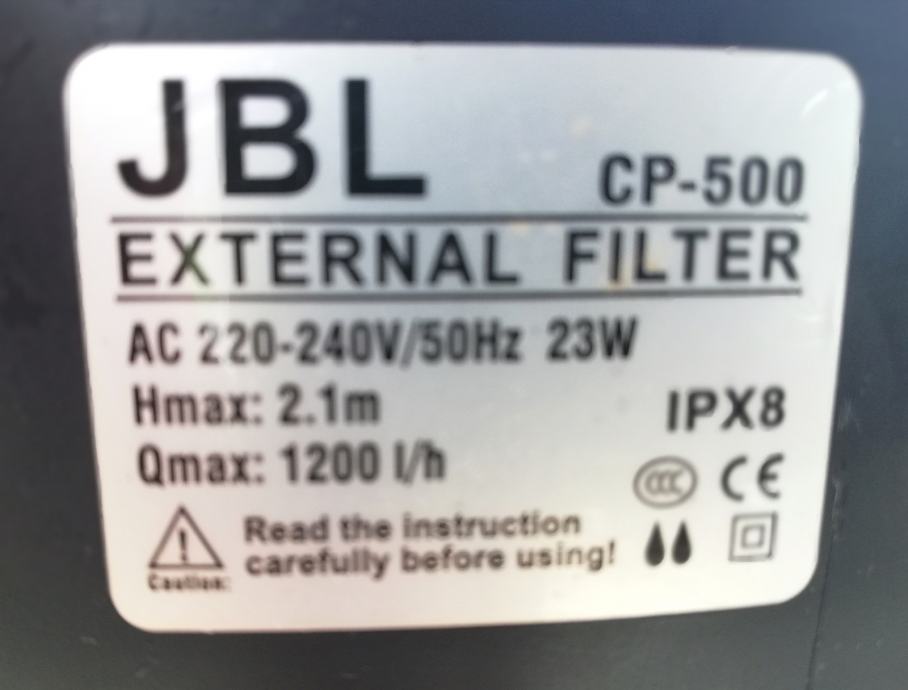 JBL CP-500
EXTERNAL FILTER
AC 220-240V/50Hz 23W
Hmax: 2.1m
IPX8
Qmax: 1200 l/h
CCC CE
Read the instruction
carefully before using!
Caution: